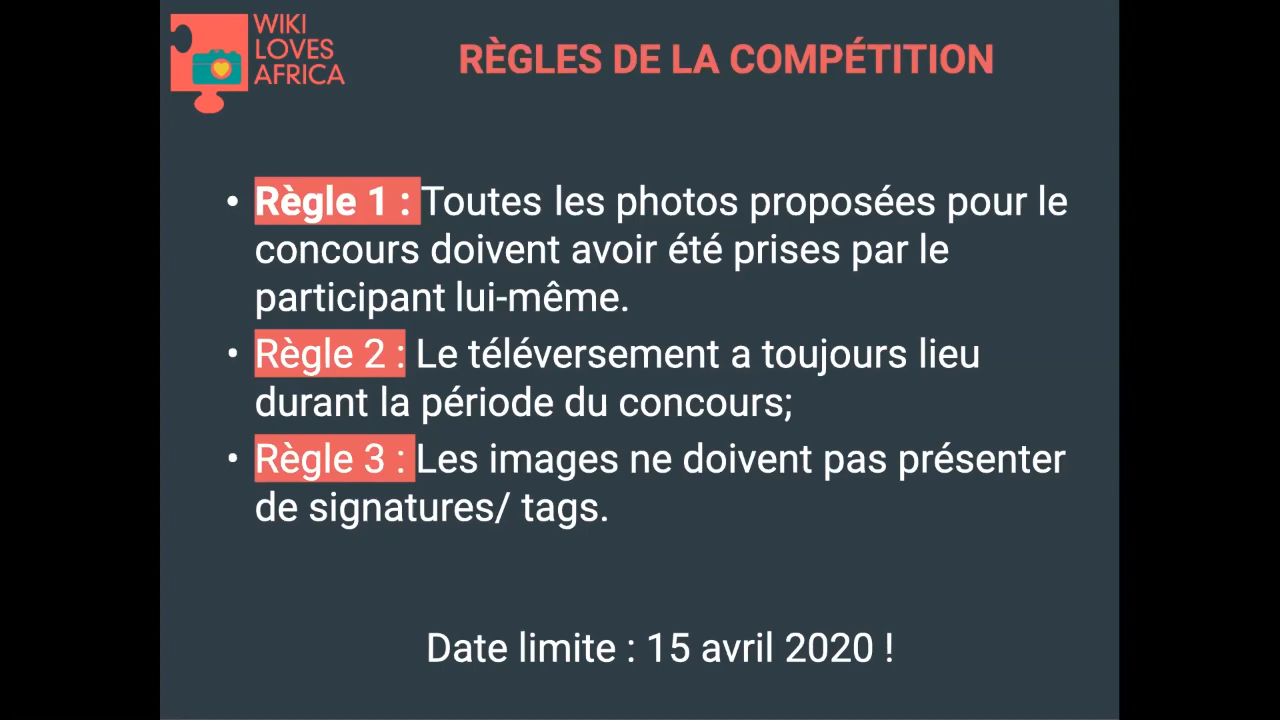 WIKI
LOVES
AFRICA
RÈGLES DE LA COMPÉTITION
• Règle 1 : Toutes les photos proposées pour le
concours doivent avoir été prises par le
participant lui-même.
• Règle 2 : Le téléversement a toujours lieu
durant la période du concours;
• Règle 3 : Les images ne doivent pas présenter
de signatures/ tags.
Date limite : 15 avril 2020 !